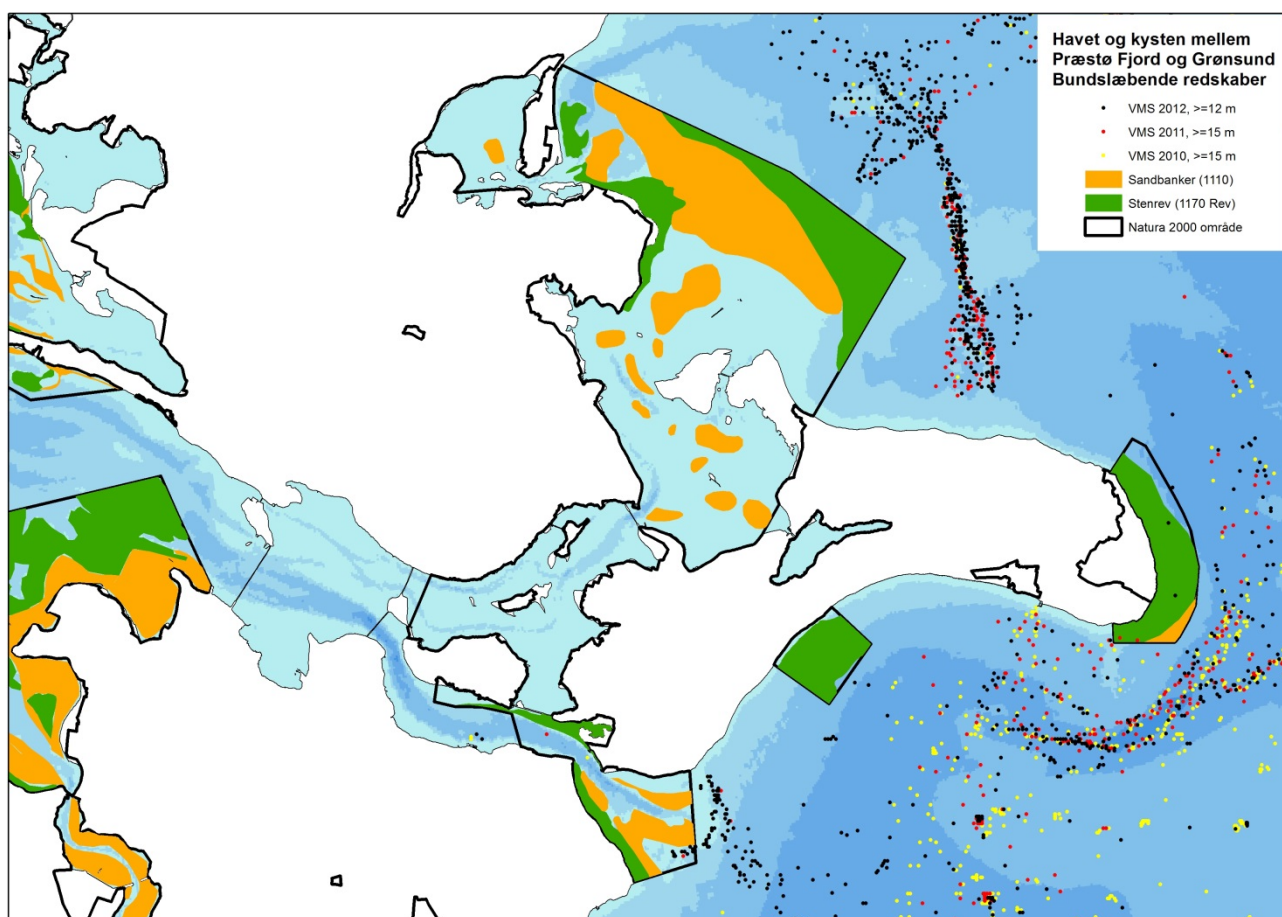 Havet og kysten mellem
Præstø Fjord og Grønsund
Bundslæbende redskaber
VMS 2012, >=12 m
VMS 2011, >=15 m
VMS 2010, >=15 m
Sandbanker (1110)
Stenrev (1170 Rev)
Natura 2000 område